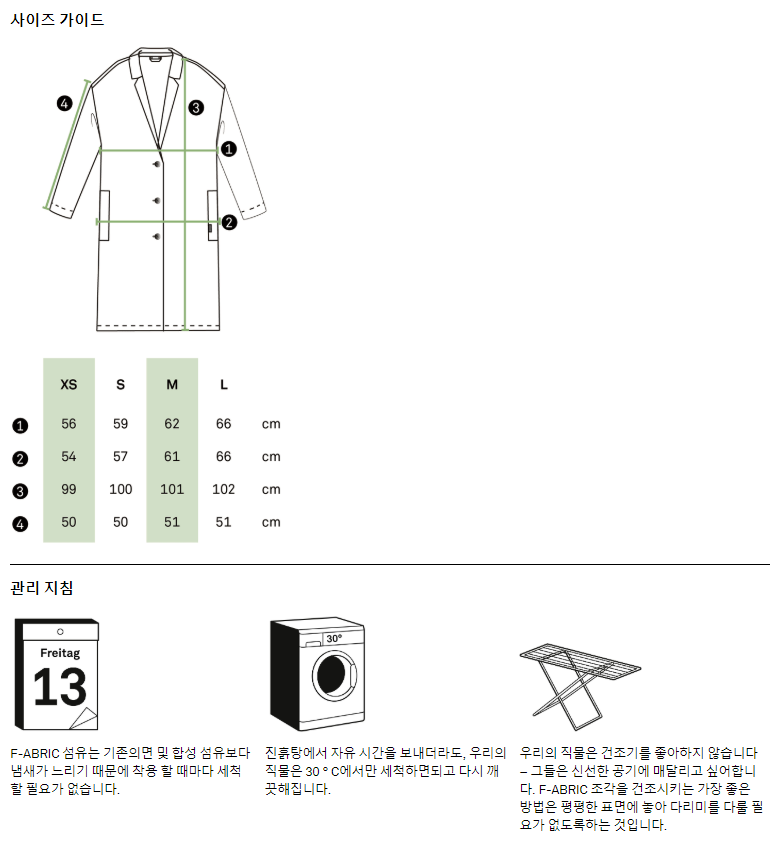 사이즈 가이드
4
3
1
2
XS S M L
1 56 59 62 66 cm
2 54 57 61 66 cm
3 99 100 101 102 cm
4 50 50 51 51 cm
관리 지침
Freitag
13
30°
F-ABRIC 섬유는 기존의면 및 합성 섬유보다
냄새가 느리기 때문에 착용 할 때마다 세척
할 필요가 없습니다.
진흙탕에서 자유 시간을 보내더라도, 우리의
직물은 30 ° C에서만 세척하면되고 다시 깨
끗해집니다.
우리의 직물은 건조기를 좋아하지 않습니다
– 그들은 신선한 공기에 매달리고 싶어합니
다. F-ABRIC 조각을 건조시키는 가장 좋은
방법은 평평한 표면에 놓아 다리미를 다룰 필
요가 없도록하는 것입니다.